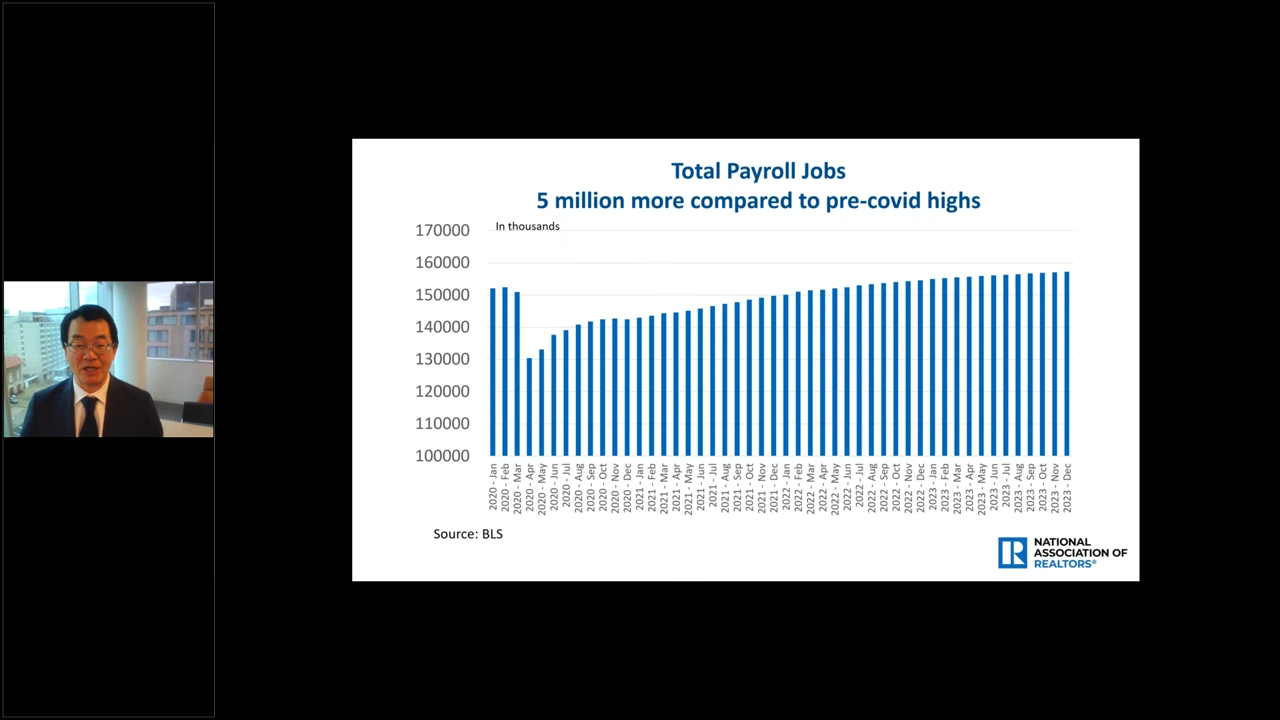 Total Payroll Jobs
5 million more compared to pre-covid highs
In thousands
170000
160000
150000
140000
130000
120000
110000
100000
2020 - Jan
2020 - Feb
2020 - Mar
2020 - Apr
2020 - May
2020 - Jun
2020 - Jul
2020 - Aug
2020 - Sep
2020 - Oct
2020 - Nov
2020 - Dec
2021 - Jan
2021 - Feb
2021 - Mar
2021 - Apr
2021 - May
2021 - Jun
2021 - Jul
2021 - Aug
2021 - Sep
2021 - Oct
2021 - Nov
2021 - Dec
2022 - Jan
2022 - Feb
2022 - Mar
2022 - Apr
2022 - May
2022 - Jun
2022 - Jul
2022 - Aug
2022 - Sep
2022 - Oct
2022 - Nov
2022 - Dec
2023 - Jan
2023 - Feb
2023 - Mar
2023 - Apr
2023 - May
2023 - Jun
2023 - Jul
2023 - Aug
2023 - Sep
2023 - Oct
2023 - Nov
2023 - Dec
Source: BLS
NATIONAL
ASSOCIATION OF
REALTORS®